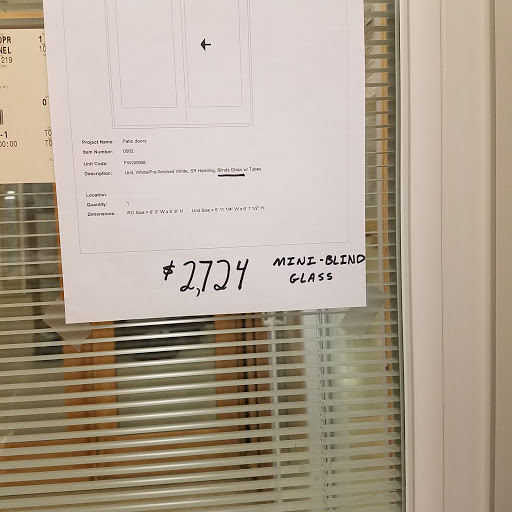 219
Project Name: Patio doors
Item Number: 0002
Unit Code:
Description: Unit, White/Pre-finished White, SR Handing, Blinds Glass w/ Tubes
Location:
Quantity: 1
Dimensions: RO Size = 6' 0" W x 6' 8" H Unit Size = 5' 11 1/4" W x 6' 7 1/2" H
$2,724
MINI-BLIND
GLASS